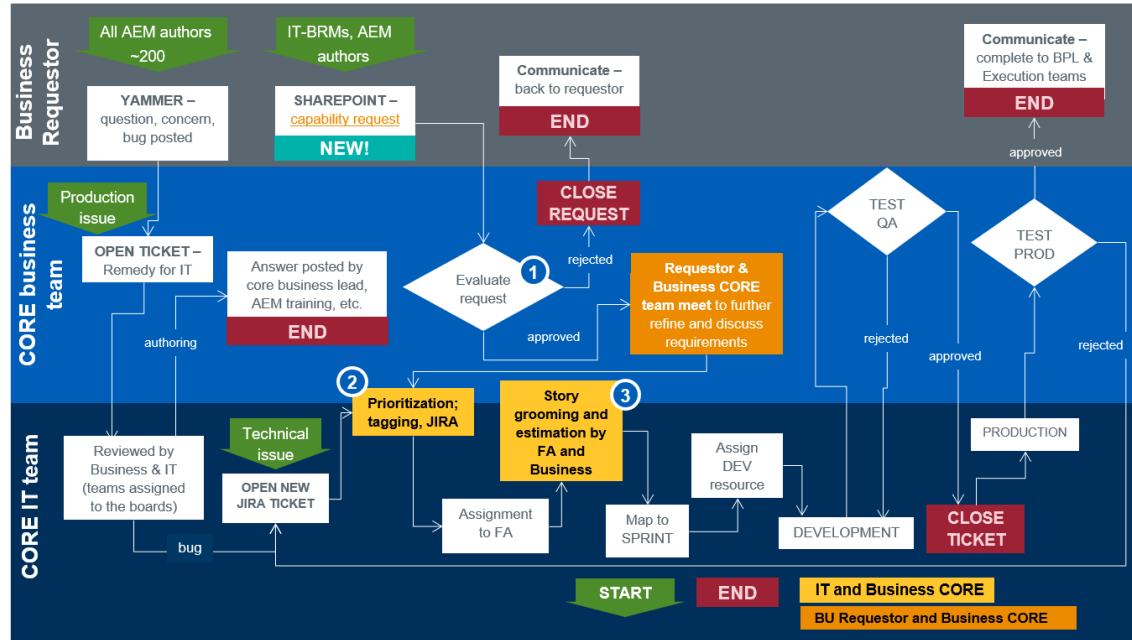 Business
Requestor
All AEM authors
~200
YAMMER –
question, concern,
bug posted
IT-BRMs, AEM
authors
SHAREPOINT –
capability request
NEW!
Communicate –
back to requestor
END
Communicate –
complete to BPL &
Execution teams
END
approved
CORE business
team
Production
issue
OPEN TICKET –
Remedy for IT
Answer posted by
core business lead,
AEM training, etc.
END
authoring
CLOSE
REQUEST
rejected
Evaluate
request
1
approved
Requestor &
Business CORE
team meet to further
refine and discuss
requirements
TEST
QA
rejected
approved
TEST
PROD
rejected
CORE IT team
Reviewed by
Business & IT
(teams assigned
to the boards)
bug
Technical
issue
OPEN NEW
JIRA TICKET
2
Prioritization;
tagging, JIRA
Assignment
to FA
3
Story
grooming and
estimation by
FA and
Business
Map to
SPRINT
Assign
DEV
resource
DEVELOPMENT
CLOSE
TICKET
PRODUCTION
START
END
IT and Business CORE
BU Requestor and Business CORE